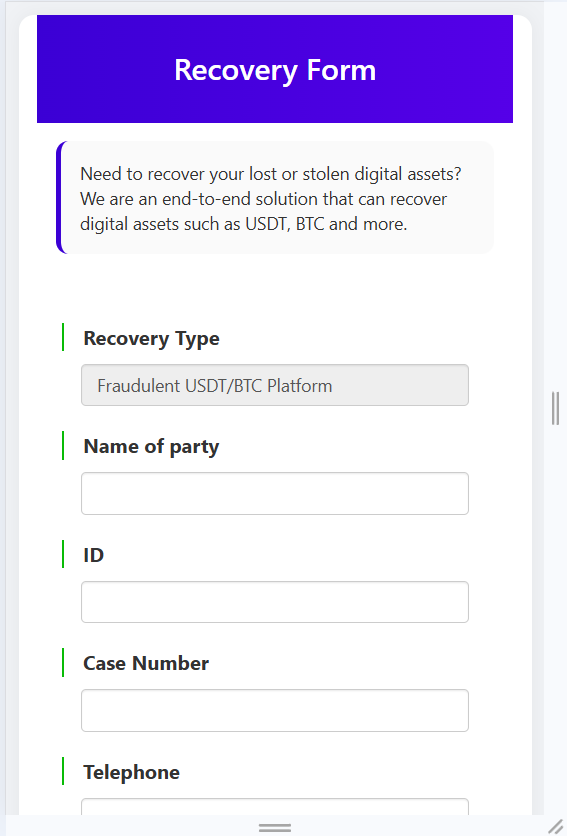 Recovery Form
Need to recover your lost or stolen digital assets?
We are an end-to-end solution that can recover
digital assets such as USDT, BTC and more.
Recovery Type
Fraudulent USDT/BTC Platform
Name of party
ID
Case Number
Telephone